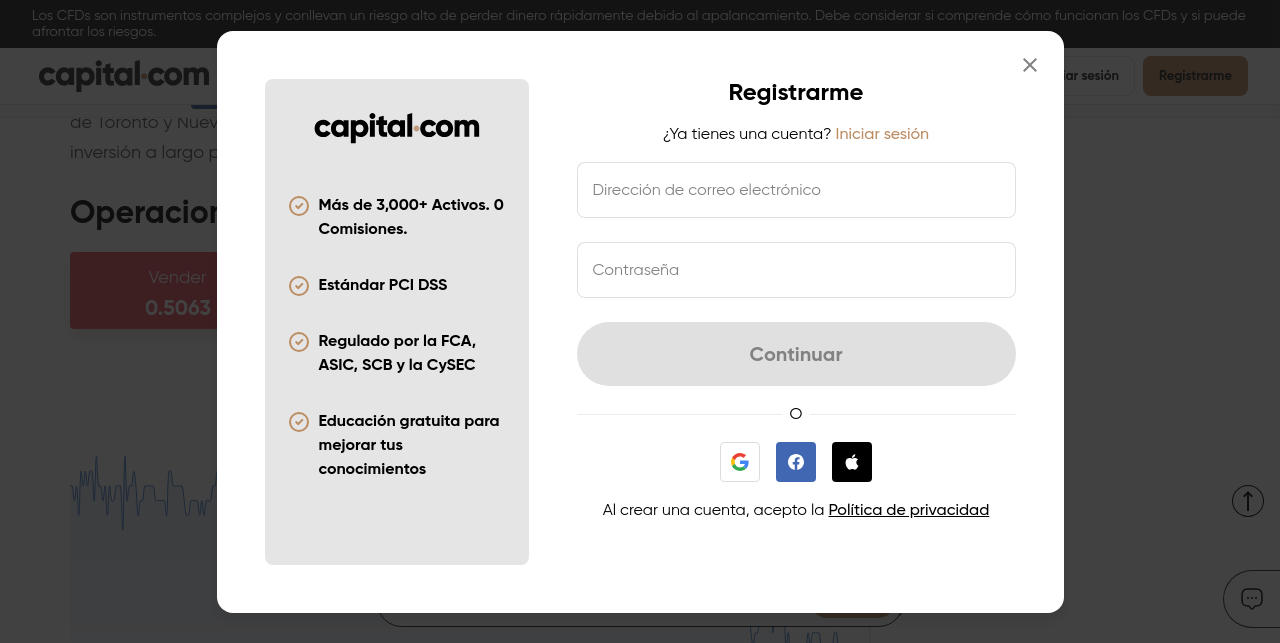 Los CFDs son instrumentos complejos y conllevan un riesgo alto de perder dinero rápidamente debido al apalancamiento. Debe considerar si comprende cómo funcionan los CFDs y si puede
afrontar los riesgos.
capital.com
iar sesión
Registrarme
de Toronto y Nuev
inversión a largo p
Operacion
Vender
0.5063
capital.com
Más de 3,000+ Activos. 0
Comisiones.
Estándar PCI DSS
Regulado por la FCA,
ASIC, SCB y la CySEC
Educación gratuita para
mejorar tus
conocimientos
Registrarme
¿Ya tienes una cuenta? Iniciar sesión
Dirección de correo electrónico
Contraseña
Continuar
O
Al crear una cuenta, acepto la Política de privacidad